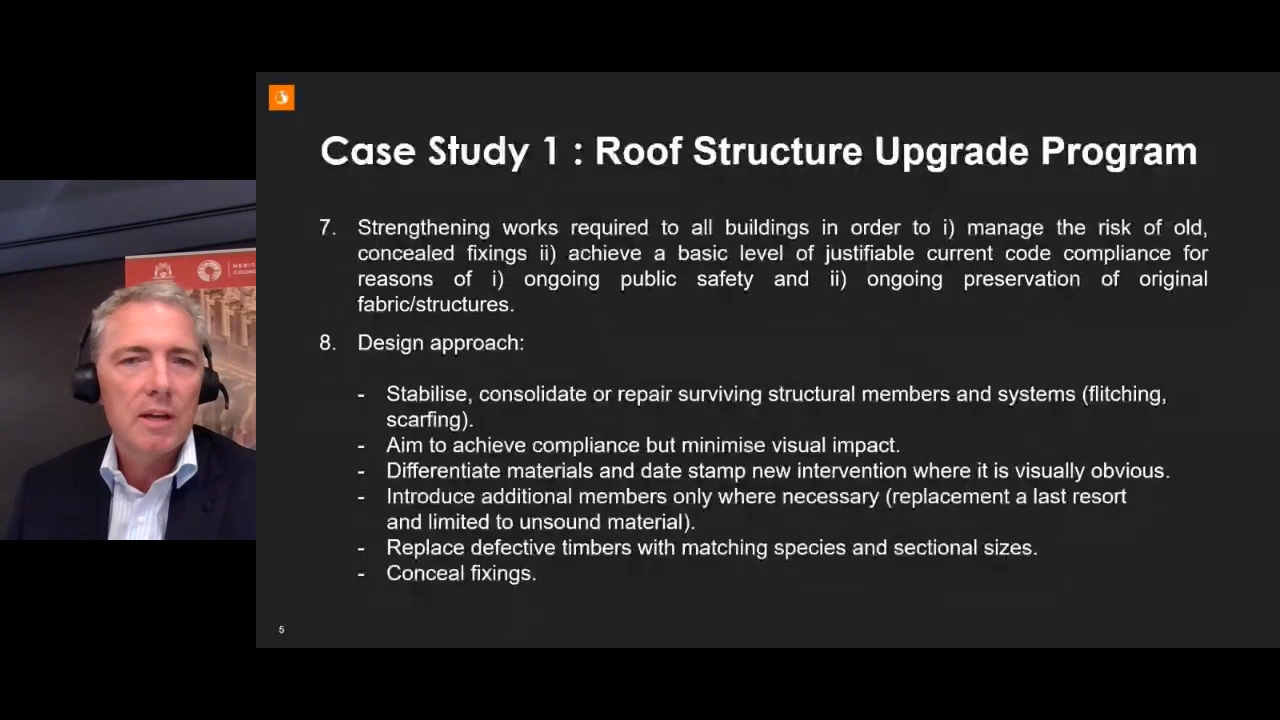 Case Study 1 : Roof Structure Upgrade Program
7. Strengthening works required to all buildings in order to i) manage the risk of old,
concealed fixings ii) achieve a basic level of justifiable current code compliance for
reasons of i) ongoing public safety and ii) ongoing preservation of original
fabric/structures.
8. Design approach:
- Stabilise, consolidate or repair surviving structural members and systems (flitching,
scarfing).
- Aim to achieve compliance but minimise visual impact.
- Differentiate materials and date stamp new intervention where it is visually obvious.
- Introduce additional members only where necessary (replacement a last resort
and limited to unsound material).
- Replace defective timbers with matching species and sectional sizes.
- Conceal fixings.
5